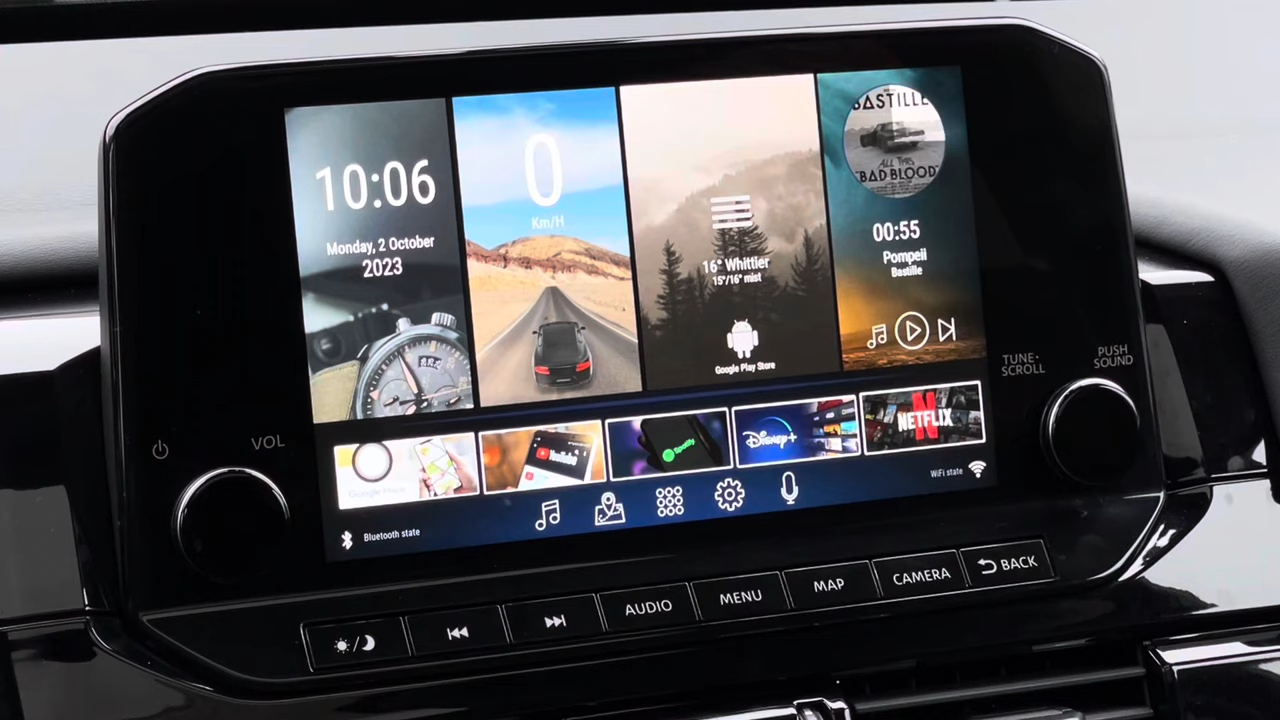 10:06
Monday, 2 October
2023
0
Km/H
16° Whittier
15°/16° mist
Google Play Store
BASTILLE
ALL THIS
"BAD BLOOD"
00:55
Pompeii
Bastille
YouTube
Spotify
Disney+
NETFLIX
Bluetooth state
WiFi state
VOL
TUNE·
SCROLL
PUSH
SOUND
AUDIO
MENU
MAP
CAMERA
BACK